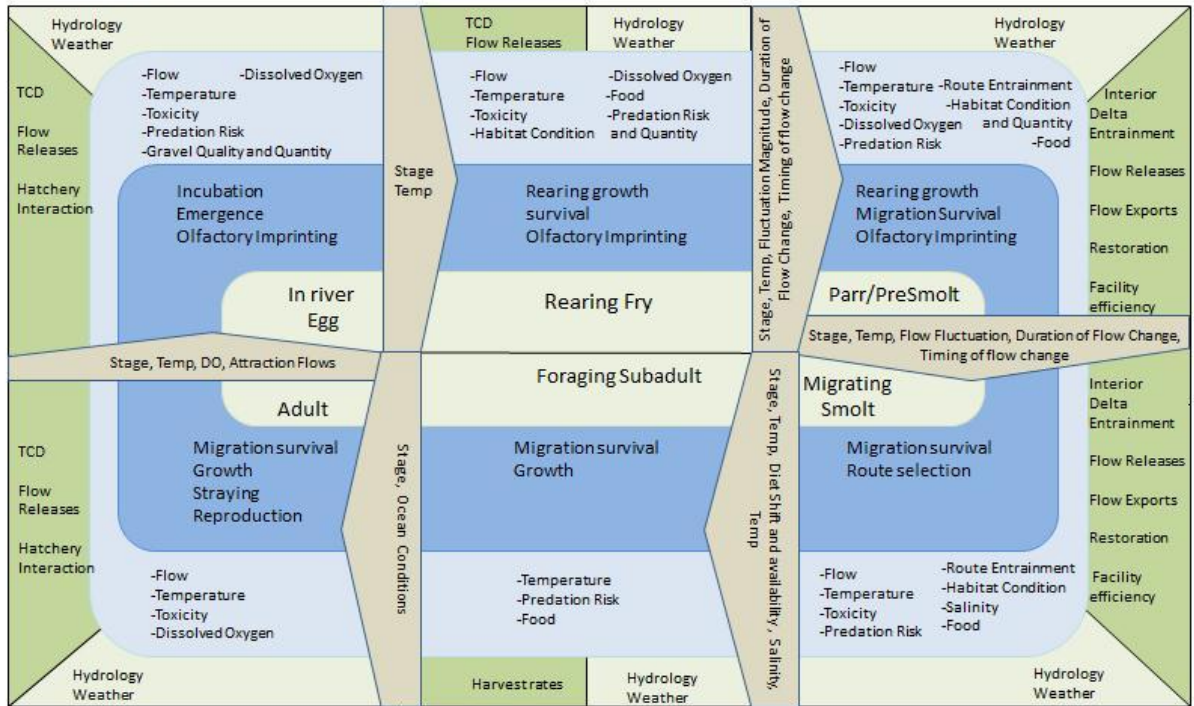 Hydrology
Weather
TCD
Flow
Releases
Hatchery
Interaction
-Flow
-Dissolved Oxygen
-Temperature
-Toxicity
-Predation Risk
-Gravel Quality and Quantity
Incubation
Emergence
Olfactory Imprinting
In river
Egg
Stage
Temp
TCD
Flow Releases
Hydrology
Weather
-Flow
-Temperature
-Toxicity
-Habitat Condition
-Dissolved Oxygen
-Food
-Predation Risk
and Quantity
Rearing growth
survival
Olfactory Imprinting
Rearing Fry
Stage, Temp, Fluctuation Magnitude, Duration of
Flow Change, Timing of flow change
Hydrology
Weather
-Flow
-Temperature
-Toxicity
-Dissolved Oxygen
-Predation Risk
-Route Entrainment
-Habitat Condition
and Quantity
-Food
Rearing growth
Migration Survival
Olfactory Imprinting
Parr/PreSmolt
Interior
Delta
Entrainment
Flow Releases
Flow Exports
Restoration
Facility
efficiency
Stage, Temp, Flow Fluctuation, Duration of Flow Change,
Timing of flow change
Migrating
Smolt
Migration survival
Route selection
-Flow
-Temperature
-Toxicity
-Predation Risk
-Route Entrainment
-Habitat Condition
-Salinity
-Food
Interior
Delta
Entrainment
Flow Releases
Flow Exports
Restoration
Facility
efficiency
Hydrology
Weather
Stage, Temp, Diet Shift and availability, Salinity,
Temp
Foraging Subadult
Migration survival
Growth
-Temperature
-Predation Risk
-Food
Harvest rates
Hydrology
Weather
Stage, Ocean Conditions
Adult
Migration survival
Growth
Straying
Reproduction
-Flow
-Temperature
-Toxicity
-Dissolved Oxygen
TCD
Flow
Releases
Hatchery
Interaction
Hydrology
Weather
Stage, Temp, DO, Attraction Flows